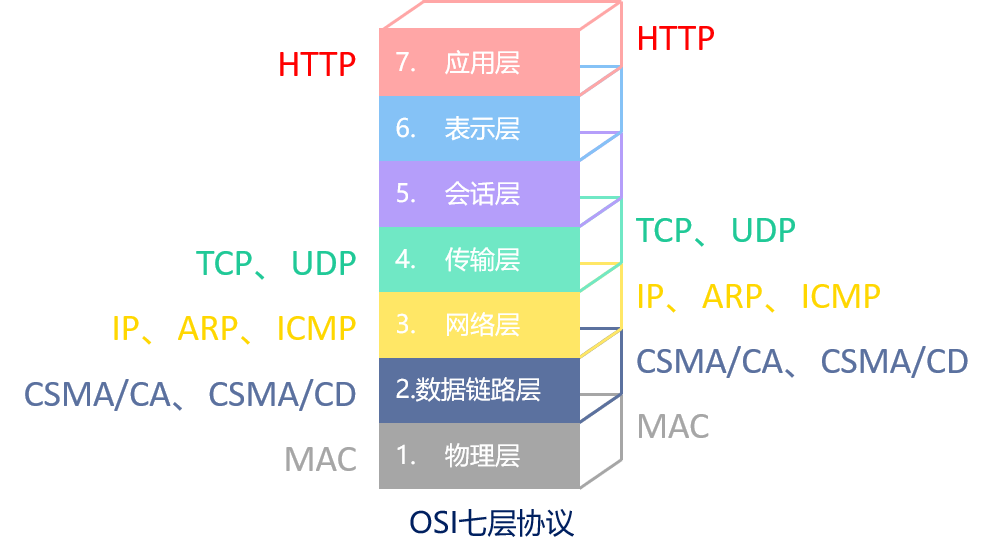 HTTP
HTTP 7. 应用层
6. 表示层
5. 会话层
TCP、UDP
TCP、UDP 4. 传输层
IP、ARP、ICMP
IP、ARP、ICMP 3. 网络层
CSMA/CA、CSMA/CD
CSMA/CA、CSMA/CD 2.数据链路层
MAC
MAC 1. 物理层
OSI七层协议